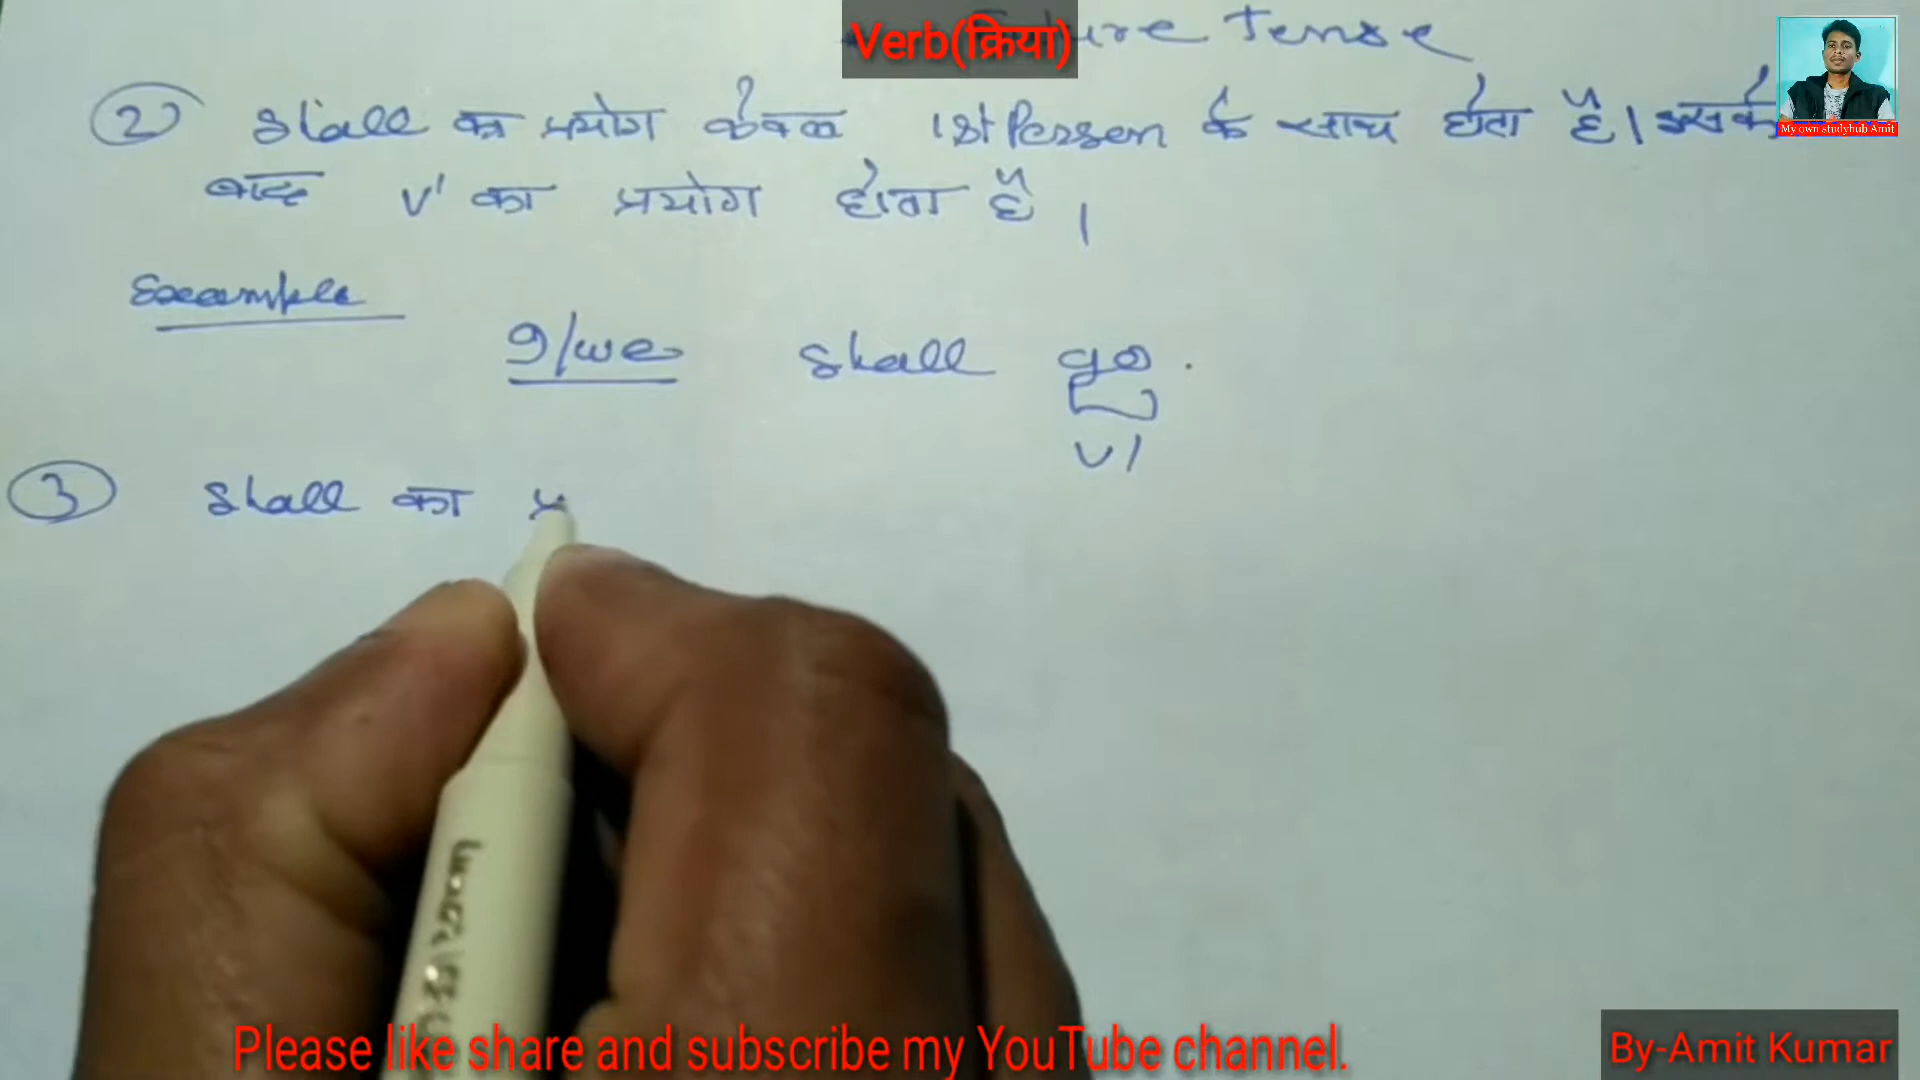 Verb(क्रिया)
Tense
My own studyhub Amit
2 Shall का प्रयोग केवल 1st Person के साथ होता है। इसके
बाद V1 का प्रयोग होता है।
Example
I/we shall go.
V1
3 Shall का
Please like share and subscribe my YouTube channel.
By-Amit Kumar